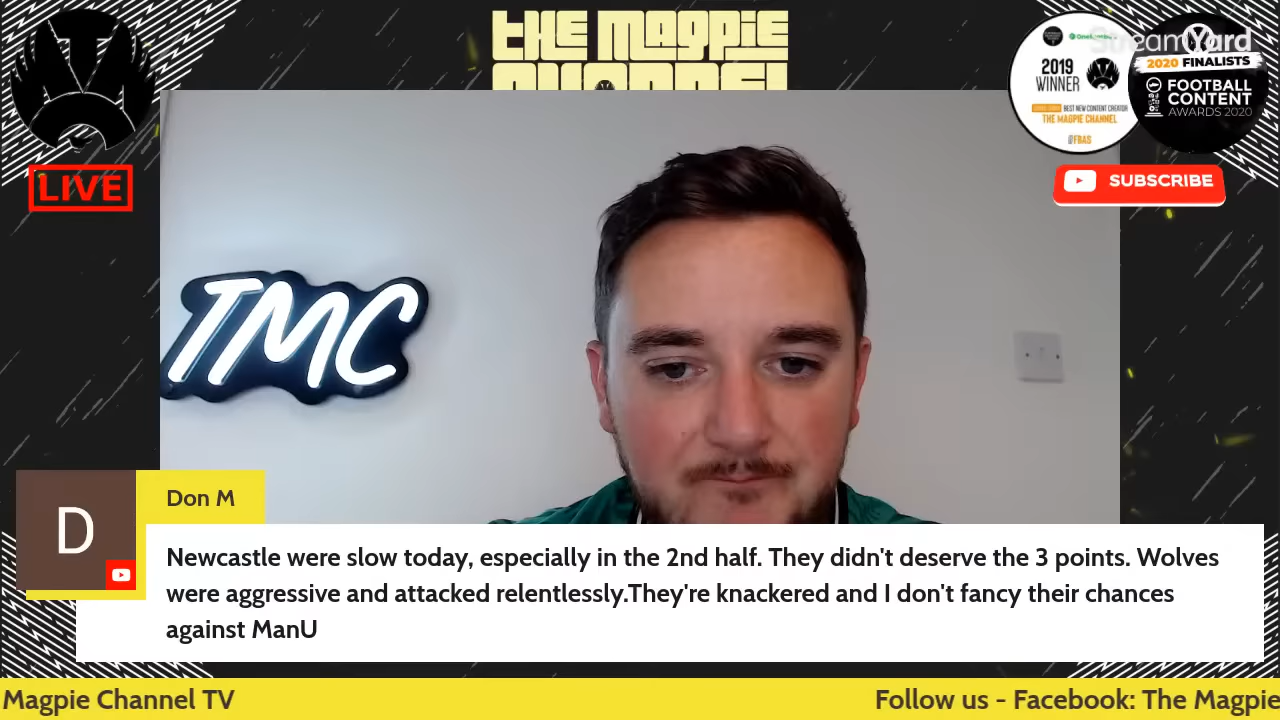 THE MAGPIE
CHANNEL
StreamYard
2019
WINNER
BEST NEW CONTENT CREATOR
THE MAGPIE CHANNEL
@FBAS
2020 FINALISTS
FOOTBALL
CONTENT
AWARDS 2020
LIVE
SUBSCRIBE
TMC
D
Don M
Newcastle were slow today, especially in the 2nd half. They didn't deserve the 3 points. Wolves
were aggressive and attacked relentlessly.They're knackered and I don't fancy their chances
against ManU
Magpie Channel TV
Follow us - Facebook: The Magpie